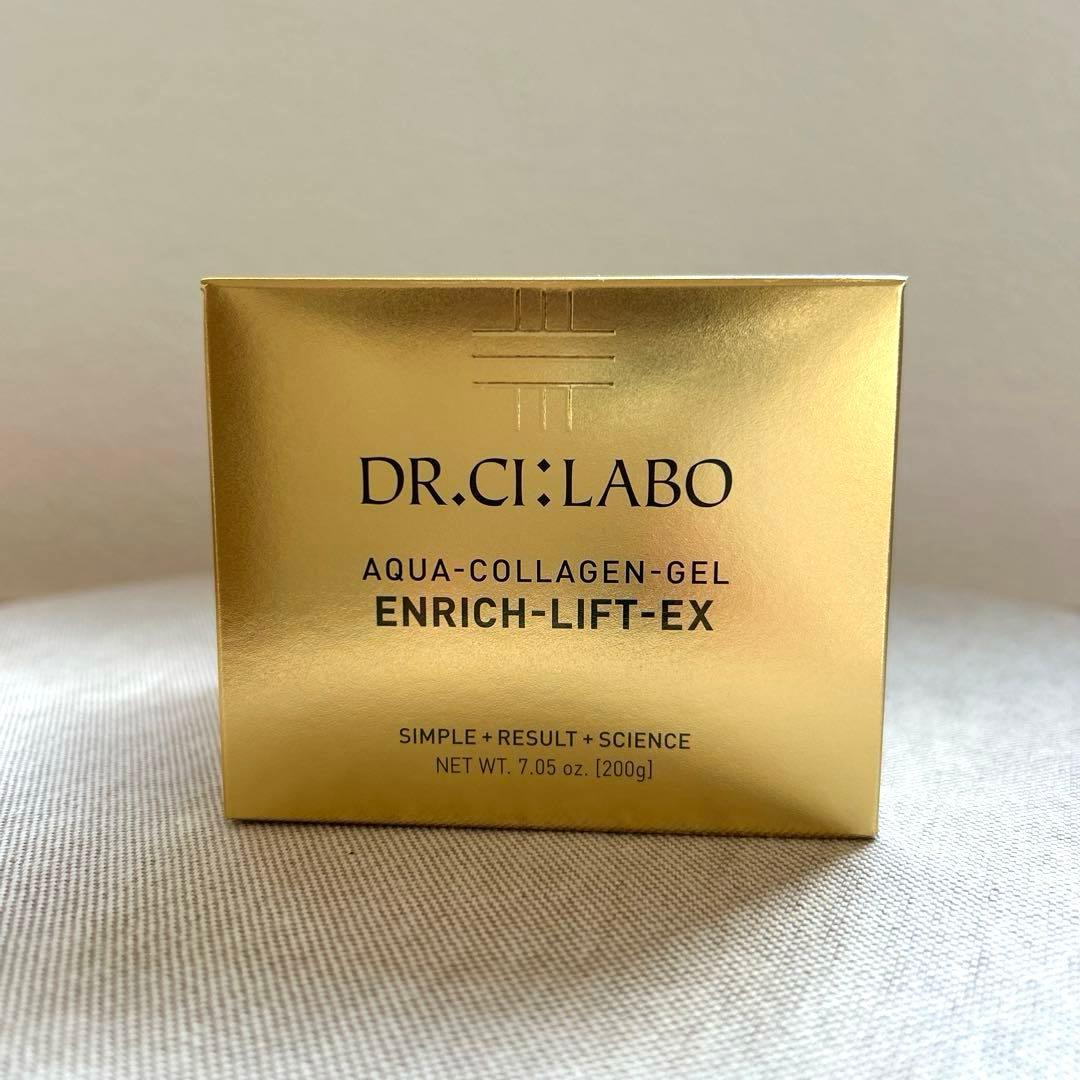 DR.CI:LABO
AQUA-COLLAGEN-GEL
ENRICH-LIFT-EX
SIMPLE + RESULT + SCIENCE
NET WT. 7.05 oz. [200g]